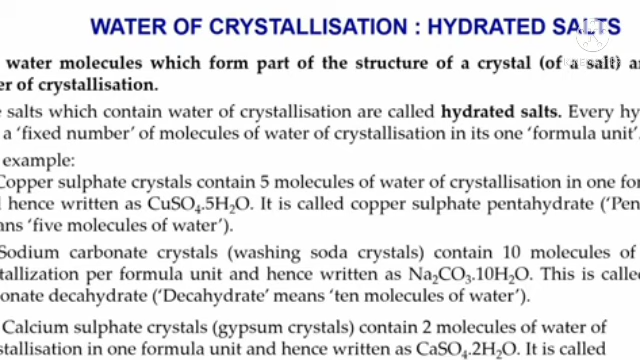 WATER OF CRYSTALLISATION : HYDRATED SALTS
water molecules which form part of the structure of a crystal (of a salt) ar
er of crystallisation.
e salts which contain water of crystallisation are called hydrated salts. Every hy
a ‘fixed number’ of molecules of water of crystallisation in its one ‘formula unit’.
example:
Copper sulphate crystals contain 5 molecules of water of crystallisation in one for
l hence written as CuSO₄.5H₂O. It is called copper sulphate pentahydrate (‘Pen
ans ‘five molecules of water’).
Sodium carbonate crystals (washing soda crystals) contain 10 molecules of
tallization per formula unit and hence written as Na₂CO₃.10H₂O. This is called
onate decahydrate (‘Decahydrate’ means ‘ten molecules of water’).
Calcium sulphate crystals (gypsum crystals) contain 2 molecules of water of
stallisation in one formula unit and hence written as CaSO₄.2H₂O. It is called